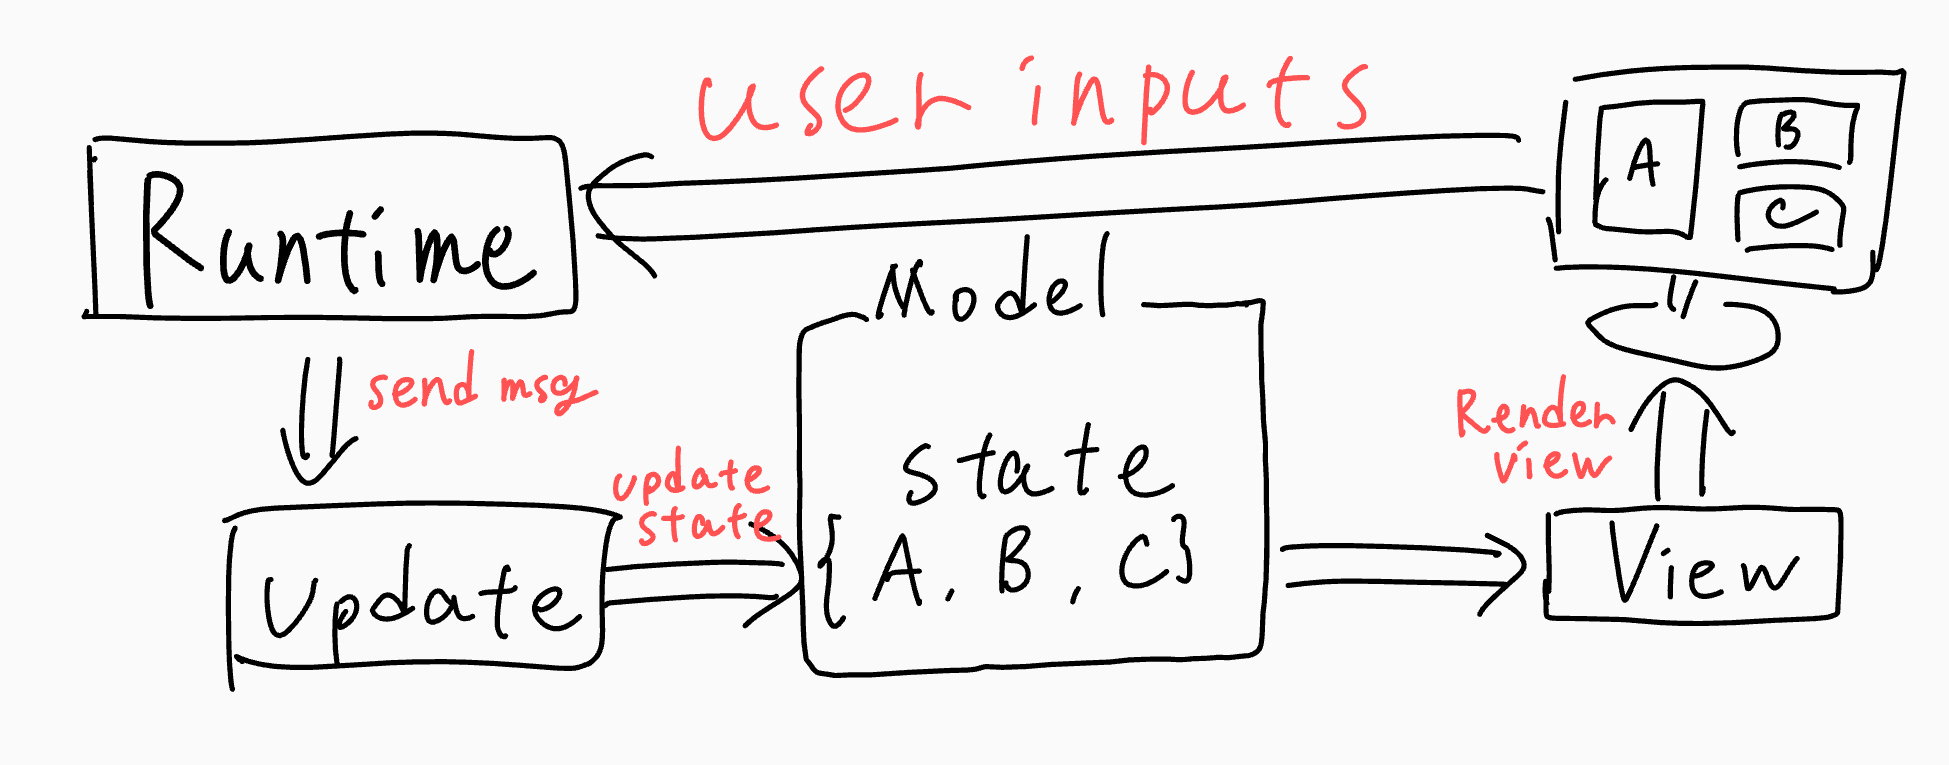 user inputs
A
B
C
Runtime
Model
send msg
update
state
state
{A, B, C}
Render
view
update
View